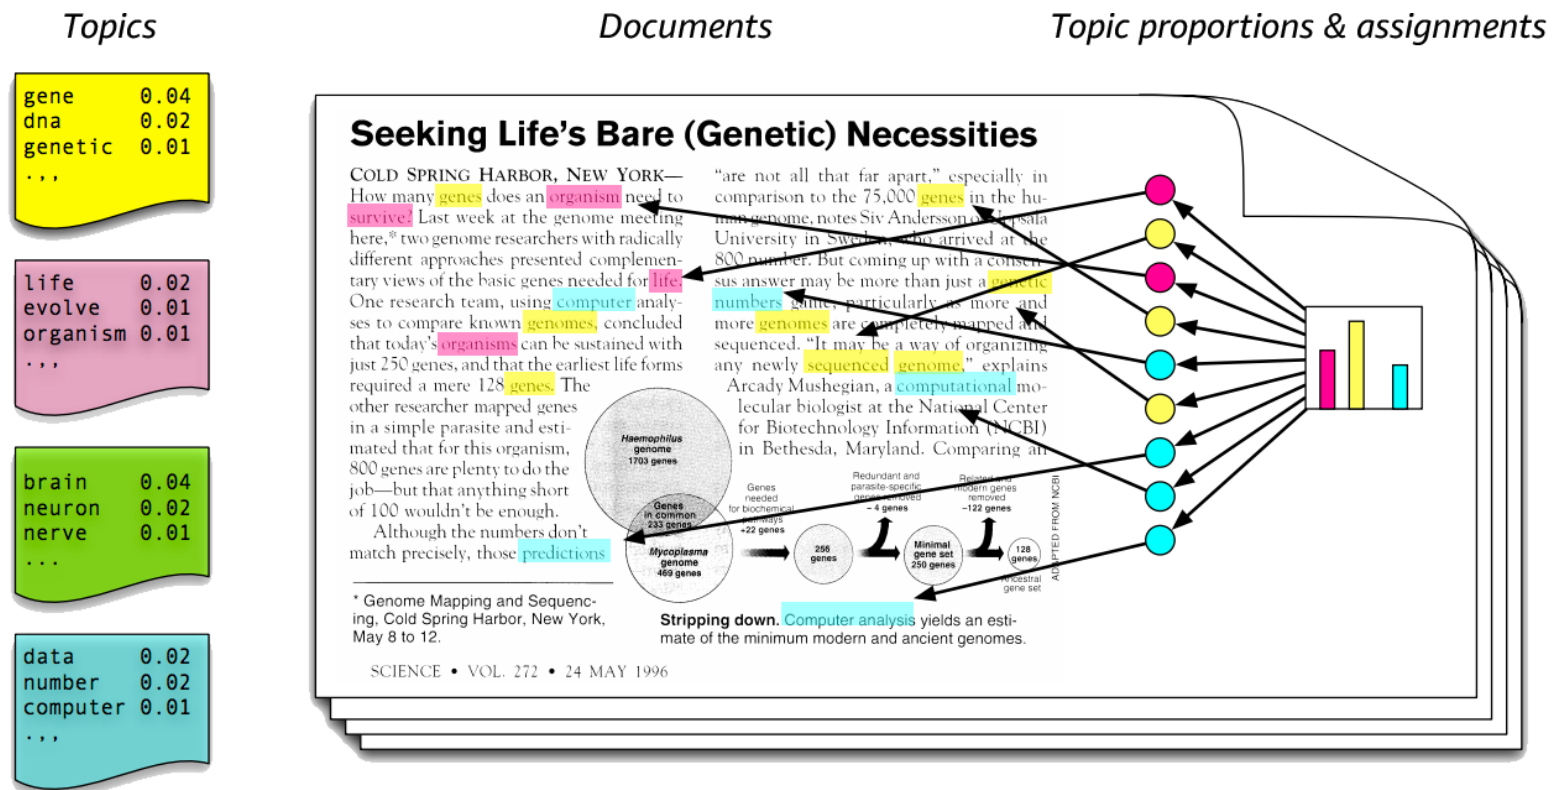 Topics
Documents
Topic proportions & assignments
gene 0.04
dna 0.02
genetic 0.01
.,,
life 0.02
evolve 0.01
organism 0.01
.,,
brain 0.04
neuron 0.02
nerve 0.01
...
data 0.02
number 0.02
computer 0.01
.,,
Seeking Life's Bare (Genetic) Necessities
COLD SPRING HARBOR, NEW YORK—
How many genes does an organism need to
survive? Last week at the genome meeting
here,* two genome researchers with radically
different approaches presented complemen-
tary views of the basic genes needed for life.
One research team, using computer analy-
ses to compare known genomes, concluded
that today's organisms can be sustained with
just 250 genes, and that the earliest life forms
required a mere 128 genes. The
other researcher mapped genes
in a simple parasite and esti-
mated that for this organism,
800 genes are plenty to do the
job—but that anything short
of 100 wouldn't be enough.
Although the numbers don't
match precisely, those predictions
* Genome Mapping and Sequenc-
ing, Cold Spring Harbor, New York,
May 8 to 12.
"are not all that far apart," especially in
comparison to the 75,000 genes in the hu-
man genome, notes Siv Andersson of Uppsala
University in Sweden, who arrived at the
800 number. But coming up with a consen-
sus answer may be more than just a genetic
numbers game, particularly as more and
more genomes are completely mapped and
sequenced. "It may be a way of organizing
any newly sequenced genome," explains
Arcady Mushegian, a computational mo-
lecular biologist at the National Center
for Biotechnology Information (NCBI)
in Bethesda, Maryland. Comparing an
Haemophilus
genome
1703 genes
Genes
in common
233 genes
Mycoplasma
genome
469 genes
Genes
needed
for biochemical
pathways
+22 genes
256
genes
Redundant and
parasite-specific
genes removed
– 4 genes
Minimal
gene set
250 genes
Related and
modern genes
removed
–122 genes
128
genes
Ancestral
gene set
ADAPTED FROM NCBI
Stripping down. Computer analysis yields an esti-
mate of the minimum modern and ancient genomes.
SCIENCE • VOL. 272 • 24 MAY 1996